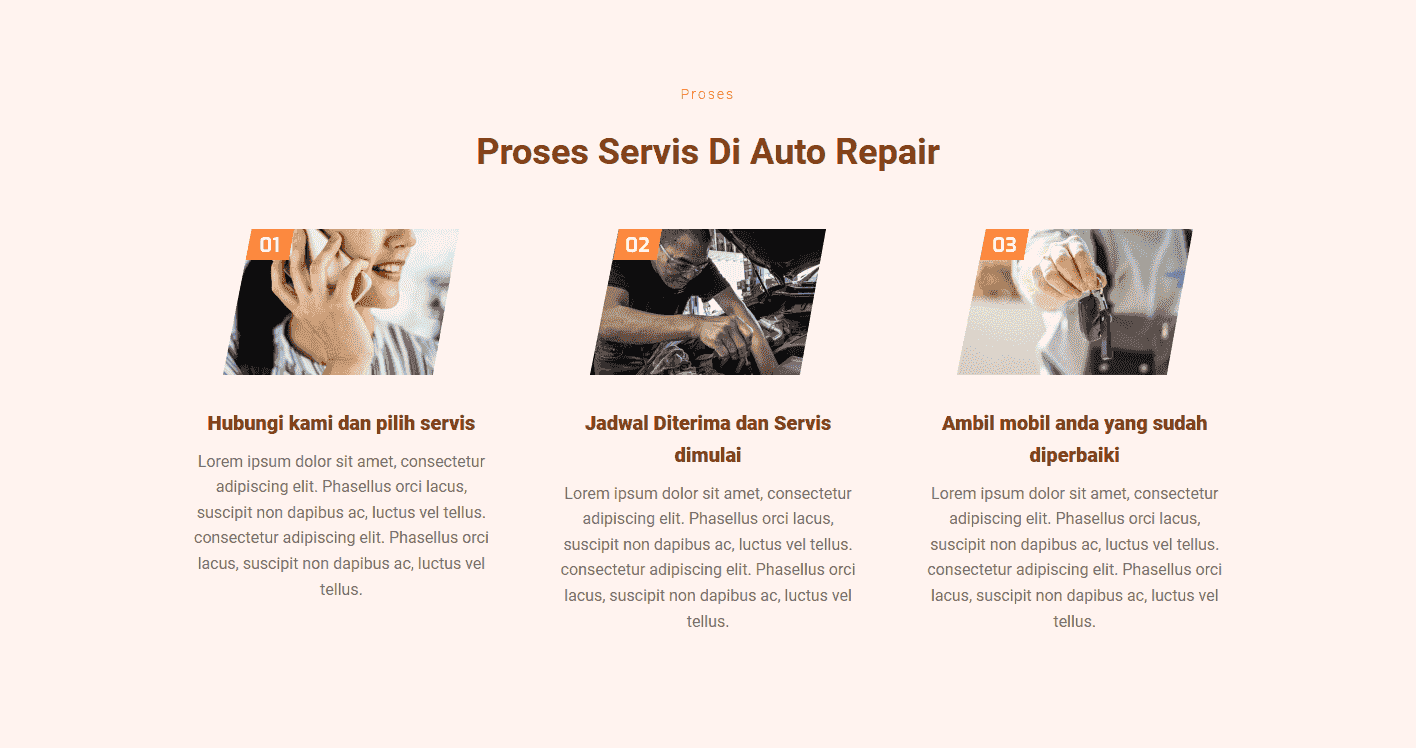 Proses
Proses Servis Di Auto Repair
01
02
03
Hubungi kami dan pilih servis
Lorem ipsum dolor sit amet, consectetur
adipiscing elit. Phasellus orci lacus,
suscipit non dapibus ac, luctus vel tellus.
consectetur adipiscing elit. Phasellus orci
lacus, suscipit non dapibus ac, luctus vel
tellus.
Jadwal Diterima dan Servis
dimulai
Lorem ipsum dolor sit amet, consectetur
adipiscing elit. Phasellus orci lacus,
suscipit non dapibus ac, luctus vel tellus.
consectetur adipiscing elit. Phasellus orci
lacus, suscipit non dapibus ac, luctus vel
tellus.
Ambil mobil anda yang sudah
diperbaiki
Lorem ipsum dolor sit amet, consectetur
adipiscing elit. Phasellus orci lacus,
suscipit non dapibus ac, luctus vel tellus.
consectetur adipiscing elit. Phasellus orci
lacus, suscipit non dapibus ac, luctus vel
tellus.